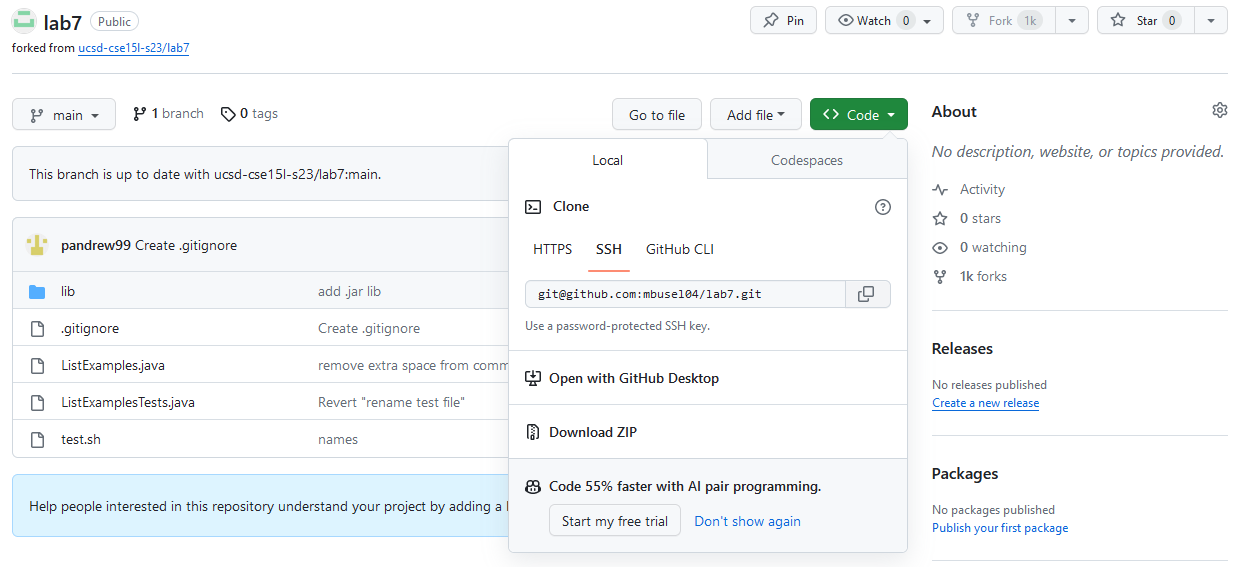 lab7 Public Pin Watch 0 Fork 1k Star 0
forked from ucsd-cse15l-s23/lab7
main 1 branch 0 tags Go to file Add file Code
This branch is up to date with ucsd-cse15l-s23/lab7:main.
pandrew99 Create .gitignore
lib add .jar lib
.gitignore Create .gitignore
ListExamples.java remove extra space from comm
ListExamplesTests.java Revert "rename test file"
test.sh names
Help people interested in this repository understand your project by adding a
Local Codespaces
Clone
HTTPS SSH GitHub CLI
git@github.com:mbusel04/lab7.git
Use a password-protected SSH key.
Open with GitHub Desktop
Download ZIP
Code 55% faster with AI pair programming.
Start my free trial Don't show again
About
No description, website, or topics provided.
Activity
0 stars
0 watching
1k forks
Releases
No releases published
Create a new release
Packages
No packages published
Publish your first package